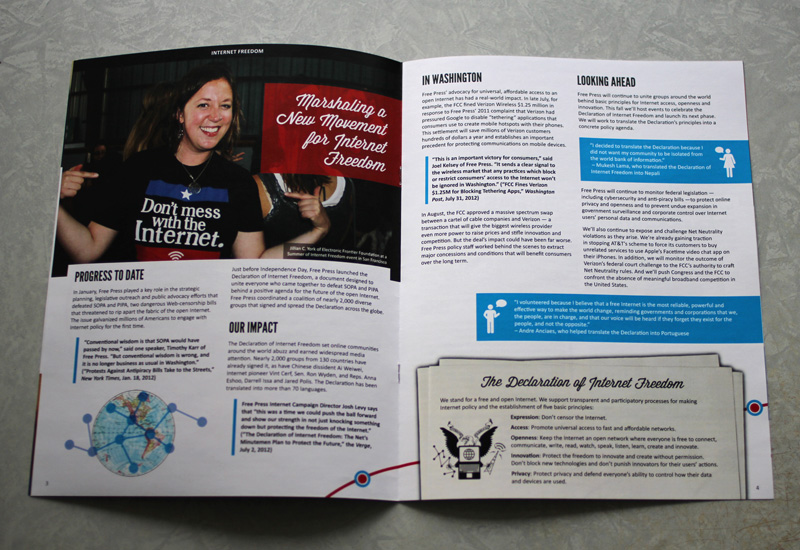 INTERNET FREEDOM
Marshaling a
New Movement
for Internet
Freedom
Don't mess
with the
Internet.
Jillian C. York of Electronic Frontier Foundation at a
Summer of Internet Freedom event in San Francisco
PROGRESS TO DATE
In January, Free Press played a key role in the strategic
planning, legislative outreach and public advocacy efforts that
defeated SOPA and PIPA, two dangerous Web-censorship bills
that threatened to rip apart the fabric of the open Internet.
The issue galvanized millions of Americans to engage with
Internet policy for the first time.
"Conventional wisdom is that SOPA would have
passed by now," said one speaker, Timothy Karr of
Free Press. "But conventional wisdom is wrong, and
it is no longer business as usual in Washington."
("Protests Against Antipiracy Bills Take to the Streets,"
New York Times, Jan. 18, 2012)
Just before Independence Day, Free Press launched the
Declaration of Internet Freedom, a document designed to
unite everyone who came together to defeat SOPA and PIPA
behind a positive agenda for the future of the open Internet.
Free Press coordinated a coalition of nearly 2,000 diverse
groups that signed and spread the Declaration across the globe.
OUR IMPACT
The Declaration of Internet Freedom set online communities
around the world abuzz and earned widespread media
attention. Nearly 2,000 groups from 130 countries have
already signed it, as have Chinese dissident Ai Weiwei,
Internet pioneer Vint Cerf, Sen. Ron Wyden, and Reps. Anna
Eshoo, Darrell Issa and Jared Polis. The Declaration has been
translated into more than 70 languages.
Free Press Internet Campaign Director Josh Levy says
that "this was a time we could push the ball forward
and show our strength in not just knocking something
down but protecting the freedom of the Internet."
("The Declaration of Internet Freedom: The Net's
Minutemen Plan to Protect the Future," the Verge,
July 2, 2012)
3
IN WASHINGTON
Free Press' advocacy for universal, affordable access to an
open Internet has had a real-world impact. In late July, for
example, the FCC fined Verizon Wireless $1.25 million in
response to Free Press' 2011 complaint that Verizon had
pressured Google to disable "tethering" applications that
consumers use to create mobile hotspots with their phones.
This settlement will save millions of Verizon customers
hundreds of dollars a year and establishes an important
precedent for protecting communications on mobile devices.
"This is an important victory for consumers," said
Joel Kelsey of Free Press. "It sends a clear signal to
the wireless market that any practices which block
or restrict consumers' access to the Internet won't
be ignored in Washington." ("FCC Fines Verizon
$1.25M for Blocking Tethering Apps," Washington
Post, July 31, 2012)
In August, the FCC approved a massive spectrum swap
between a cartel of cable companies and Verizon — a
transaction that will give the biggest wireless provider
even more power to raise prices and stifle innovation and
competition. But the deal's impact could have been far worse.
Free Press policy staff worked behind the scenes to extract
major concessions and conditions that will benefit consumers
over the long term.
LOOKING AHEAD
Free Press will continue to unite groups around the world
behind basic principles for Internet access, openness and
innovation. This fall we'll host events to celebrate the
Declaration of Internet Freedom and launch its next phase.
We will work to translate the Declaration's principles into a
concrete policy agenda.
"I decided to translate the Declaration because I
did not want my community to be isolated from
the world bank of information."
— Mukesh Lama, who translated the Declaration of
Internet Freedom into Nepali
Free Press will continue to monitor federal legislation —
including cybersecurity and anti-piracy bills — to protect online
privacy and openness and to prevent undue expansion in
government surveillance and corporate control over Internet
users' personal data and communications.
We'll also continue to expose and challenge Net Neutrality
violations as they arise. We're already gaining traction
in stopping AT&T's scheme to force its customers to buy
unrelated services to use Apple's Facetime video chat app on
their iPhones. In addition, we will monitor the outcome of
Verizon's federal court challenge to the FCC's authority to craft
Net Neutrality rules. And we'll push Congress and the FCC to
confront the absence of meaningful broadband competition in
the United States.
"I volunteered because I believe that a free Internet is the most reliable, powerful and
effective way to make the world change, reminding governments and corporations that we,
the people, are in charge, and that our voice will be heard if they forget they exist for the
people, and not the opposite."
— Andre Ancioes, who helped translate the Declaration into Portuguese
The Declaration of Internet Freedom
We stand for a free and open Internet. We support transparent and participatory processes for making
Internet policy and the establishment of five basic principles:
Expression: Don't censor the Internet.
Access: Promote universal access to fast and affordable networks.
Openness: Keep the Internet an open network where everyone is free to connect,
communicate, write, read, watch, speak, listen, learn, create and innovate.
Innovation: Protect the freedom to innovate and create without permission.
Don't block new technologies and don't punish innovators for their users' actions.
Privacy: Protect privacy and defend everyone's ability to control how their data
and devices are used.
4